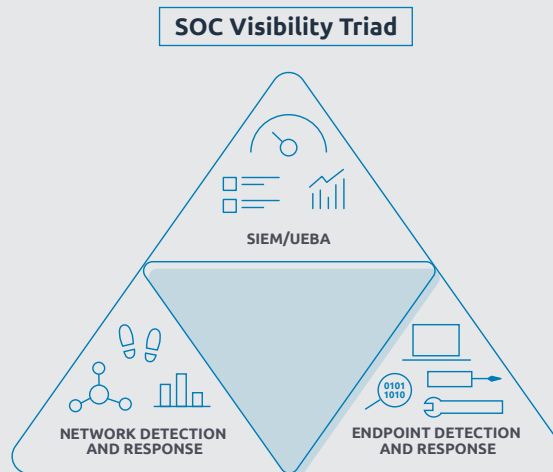 SOC Visibility Triad
SIEM/UEBA
0101
1010
NETWORK DETECTION
AND RESPONSE
ENDPOINT DETECTION
AND RESPONSE